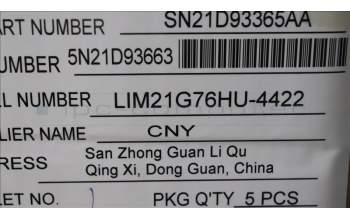 ART NUMBER SN21D93365AA
NUMBER 5N21D93663
L NUMBER LIM21G76HU-4422
LIER NAME CNY
RESS San Zhong Guan Li Qu
Qing Xi, Dong Guan, China
LET NO. PKG Q'TY 5 PCS